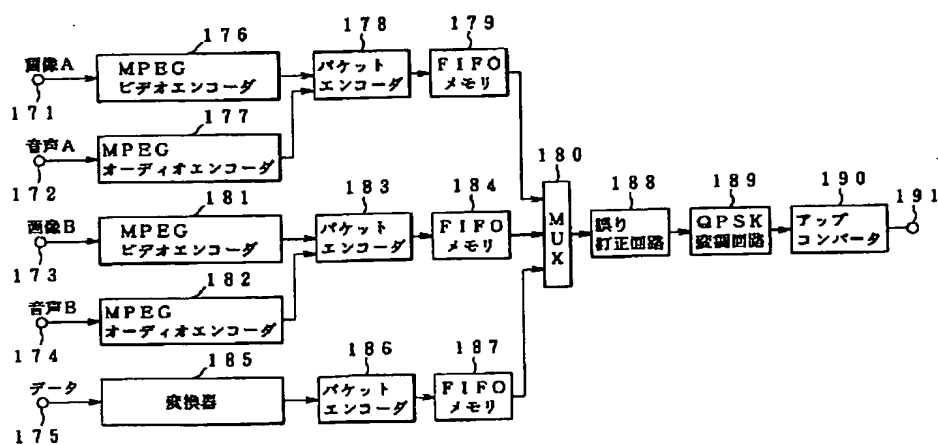 176
画像A
171
MPEG
ビデオエンコーダ
178
パケット
エンコーダ
179
FIFO
メモリ
177
音声A
172
MPEG
オーディオエンコーダ
181
画像B
173
MPEG
ビデオエンコーダ
183
パケット
エンコーダ
184
FIFO
メモリ
182
音声B
174
MPEG
オーディオエンコーダ
185
データ
175
変換器
186
パケット
エンコーダ
187
FIFO
メモリ
180
MUX
188
誤り
訂正回路
189
QPSK
変調回路
190
アップ
コンバータ
191